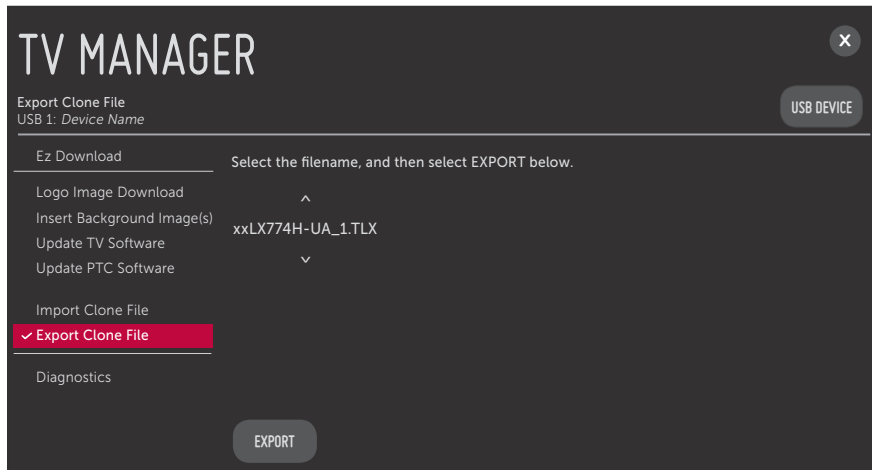 TV MANAGER
X
Export Clone File
USB 1: Device Name
USB DEVICE
Ez Download
Logo Image Download
Insert Background Image(s)
Update TV Software
Update PTC Software
Import Clone File
Export Clone File
Diagnostics
Select the filename, and then select EXPORT below.
xxLX774H-UA_1.TLX
EXPORT